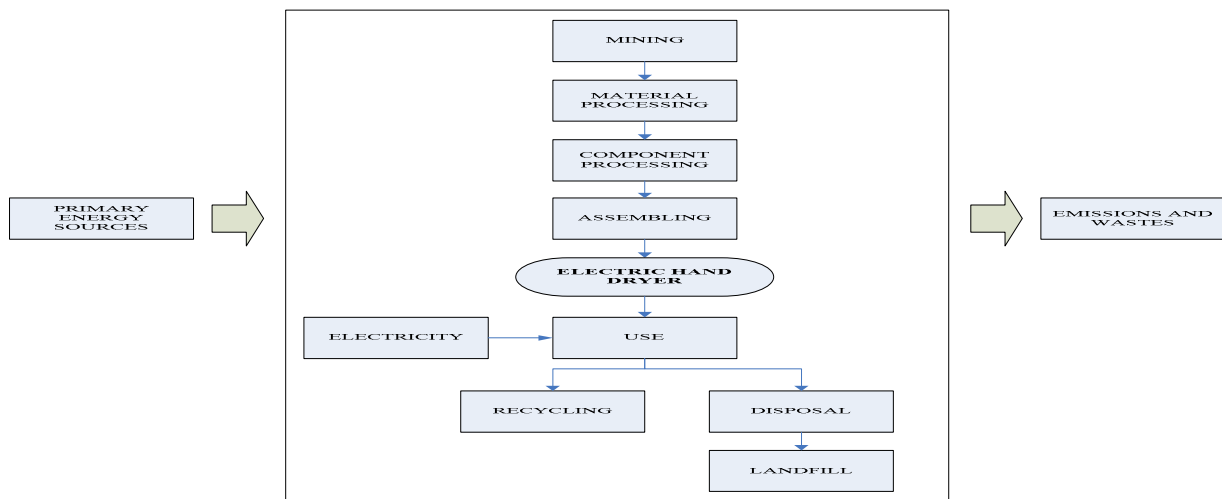 MINING
MATERIAL
PROCESSING
COMPONENT
PROCESSING
PRIMARY
ENERGY
SOURCES
ASSEMBLING
EMISSIONS AND
WASTES
ELECTRIC HAND
DRYER
ELECTRICITY
USE
RECYCLING
DISPOSAL
LANDFILL